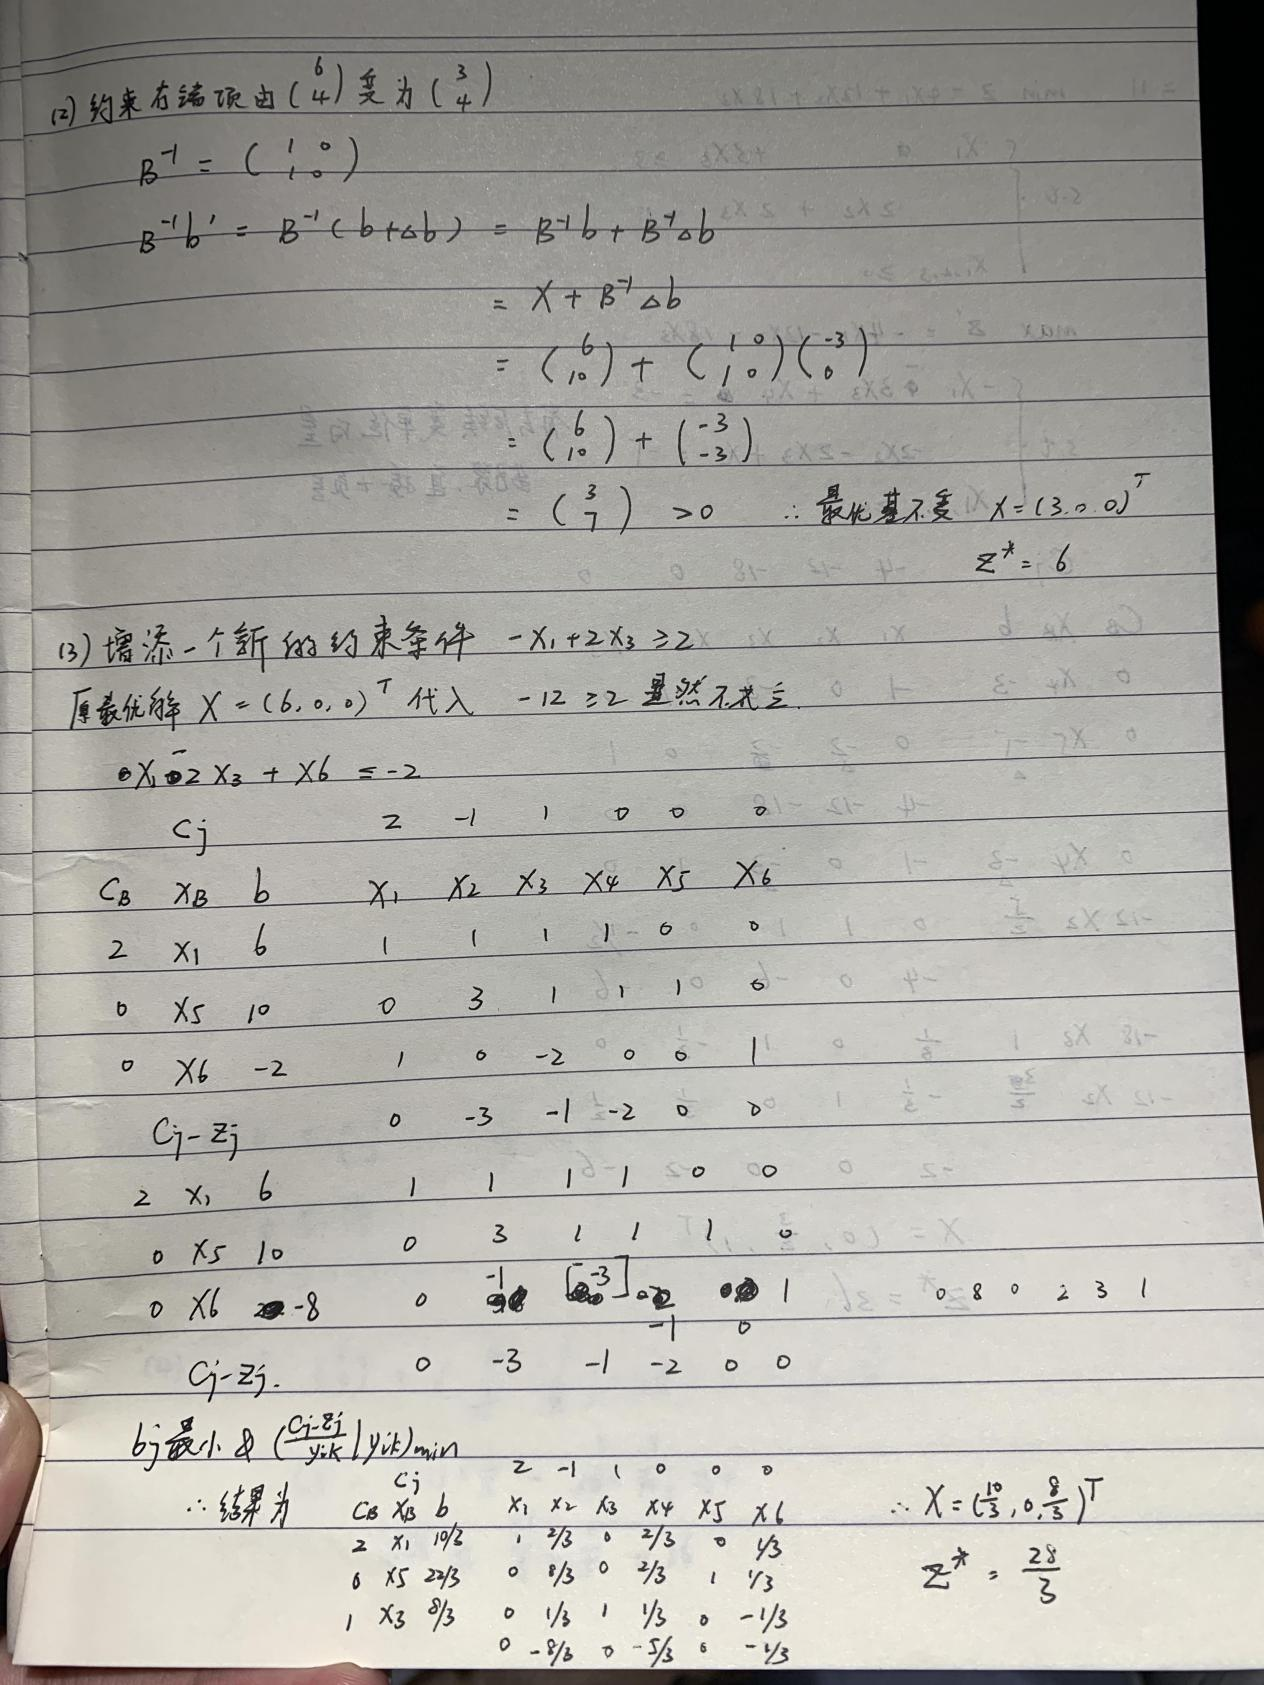 (2) 约束右端项由 (6 4) 变为 (3 4)
B⁻¹ = (1 0 1 0)
B⁻¹b' = B⁻¹(b+△b) = B⁻¹b + B⁻¹△b
= X + B⁻¹△b
= (6 10) + (1 0 1 0)(-3 0)
= (6 10) + (-3 -3)
= (3 7) >0 ∴ 最优基不变 X=(3.0.0)ᵀ
Z* = 6
(3) 增添一个新的约束条件 -X₁+2X₃≥2
原最优解 X=(6,0,0)ᵀ 代入 -12≥2 显然不成立.
X₁-2X₃+X6 = -2
Cj 2 -1 1 0 0 0
CB XB b X₁ X₂ X₃ X4 X5 X6
2 X₁ 6 1 1 1 1 0 0
0 X5 10 0 3 1 1 1 0
0 X6 -2 1 0 -2 0 0 1
Cj-Zj 0 -3 -1 -2 0 0
2 X₁ 6 1 1 1 1 0 0
0 X5 10 0 3 1 1 1 0
0 X6 -8 0 -1 [-3] -1 0 1 0 8 0 2 3 1
Cj-Zj. 0 -3 -1 -2 0 0
bj最小 & (Cj-Zj/yik | yik)min
Cj 2 -1 1 0 0 0
∴ 结果为 CB XB b X₁ X₂ X₃ X4 X5 X6 ∴ X=(10/3,0,8/3)ᵀ
2 X₁ 10/3 1 2/3 0 2/3 0 1/3
0 X5 22/3 0 8/3 0 2/3 1 1/3 Z* = 28/3
1 X3 8/3 0 1/3 1 1/3 0 -1/3
0 -8/3 0 -5/3 0 -1/3